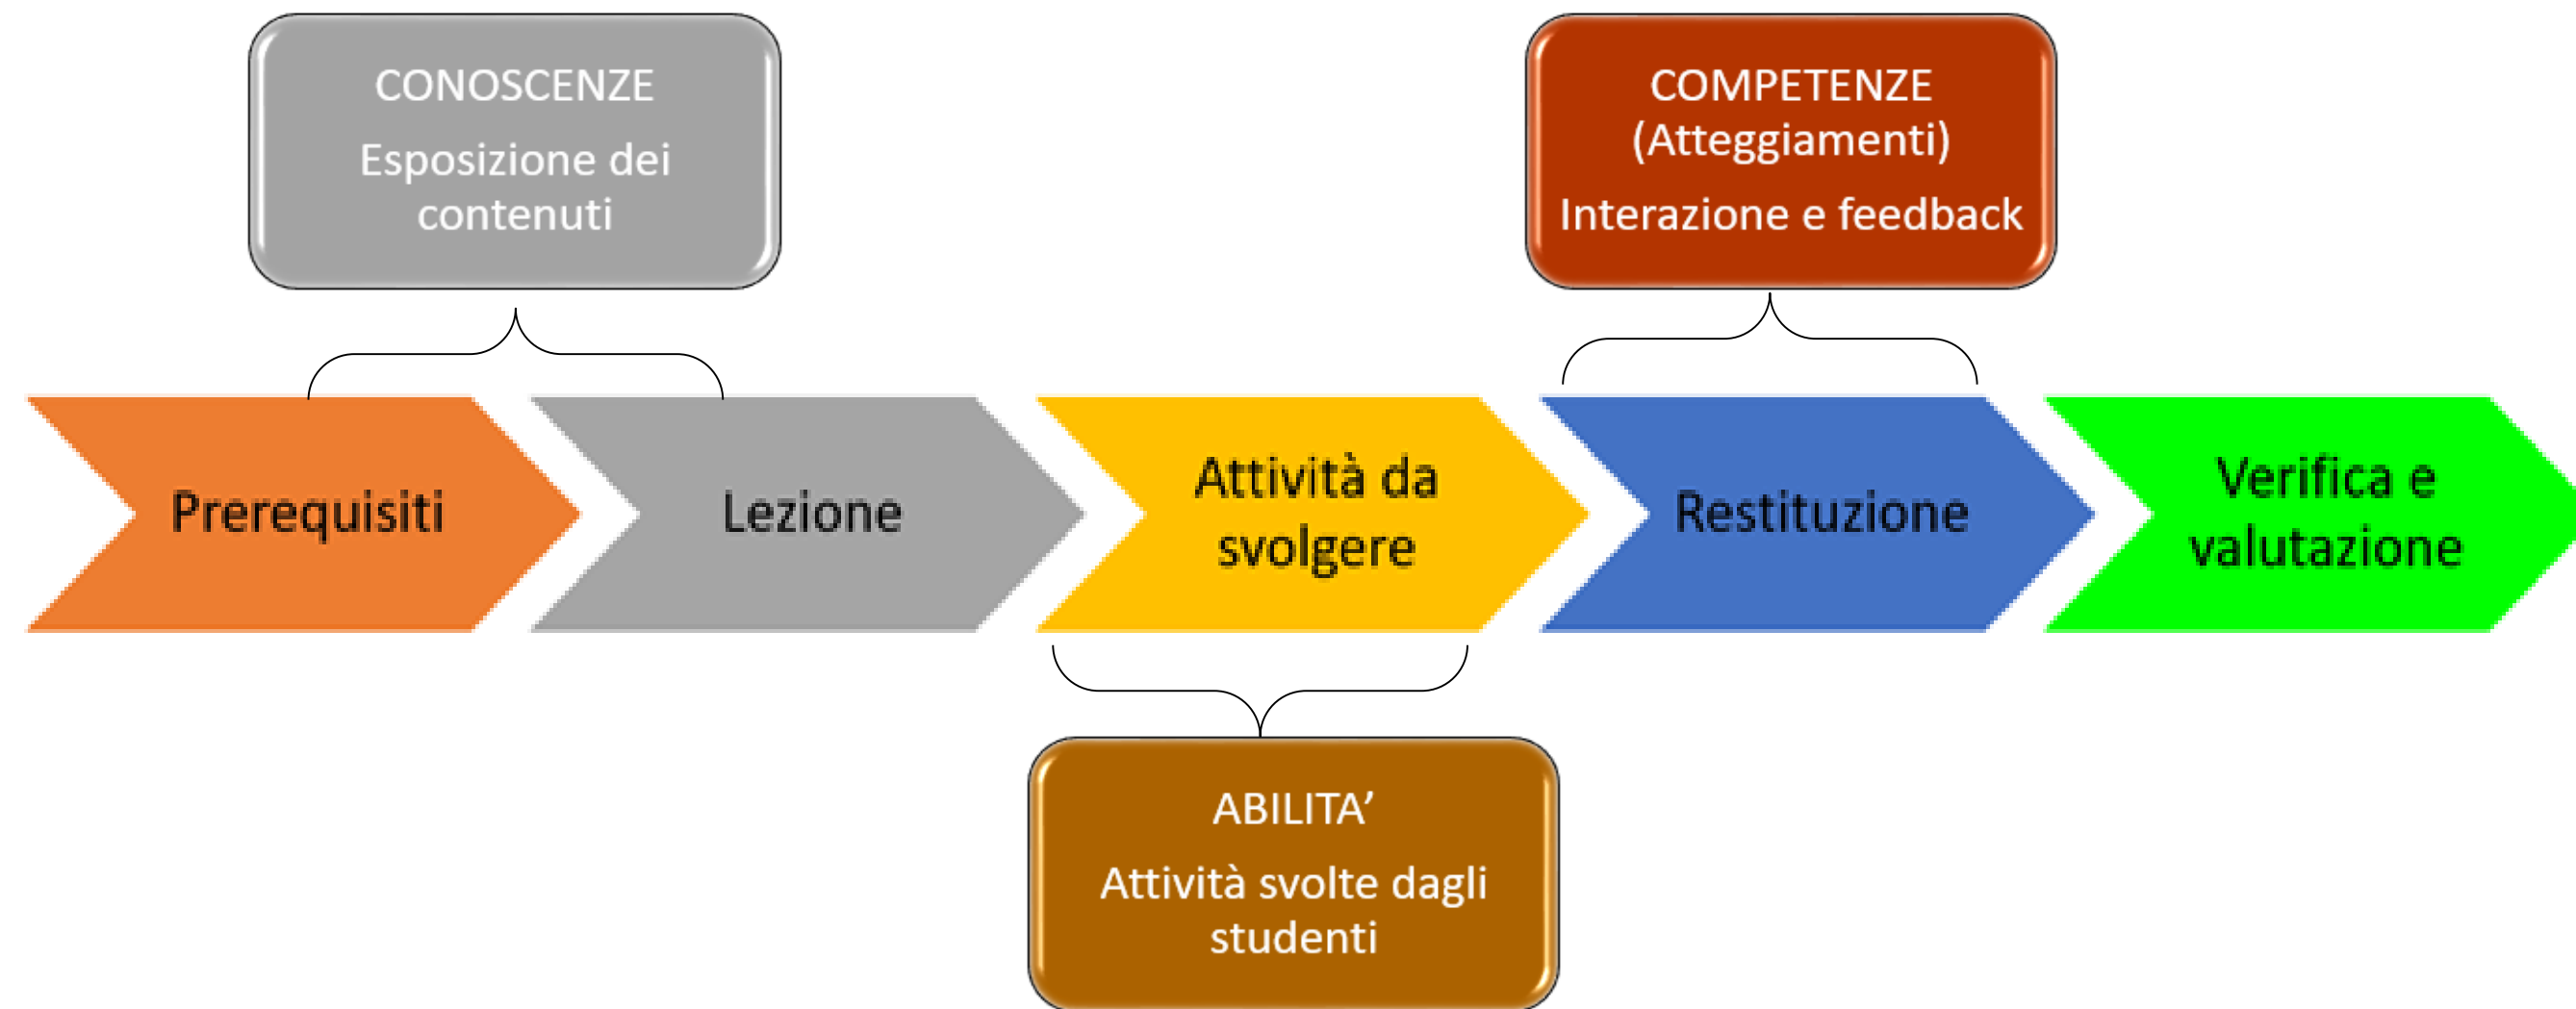 CONOSCENZE
Esposizione dei
contenuti
COMPETENZE
(Atteggiamenti)
Interazione e feedback
Prerequisiti
Lezione
Attività da
svolgere
Restituzione
Verifica e
valutazione
ABILITA’
Attività svolte dagli
studenti